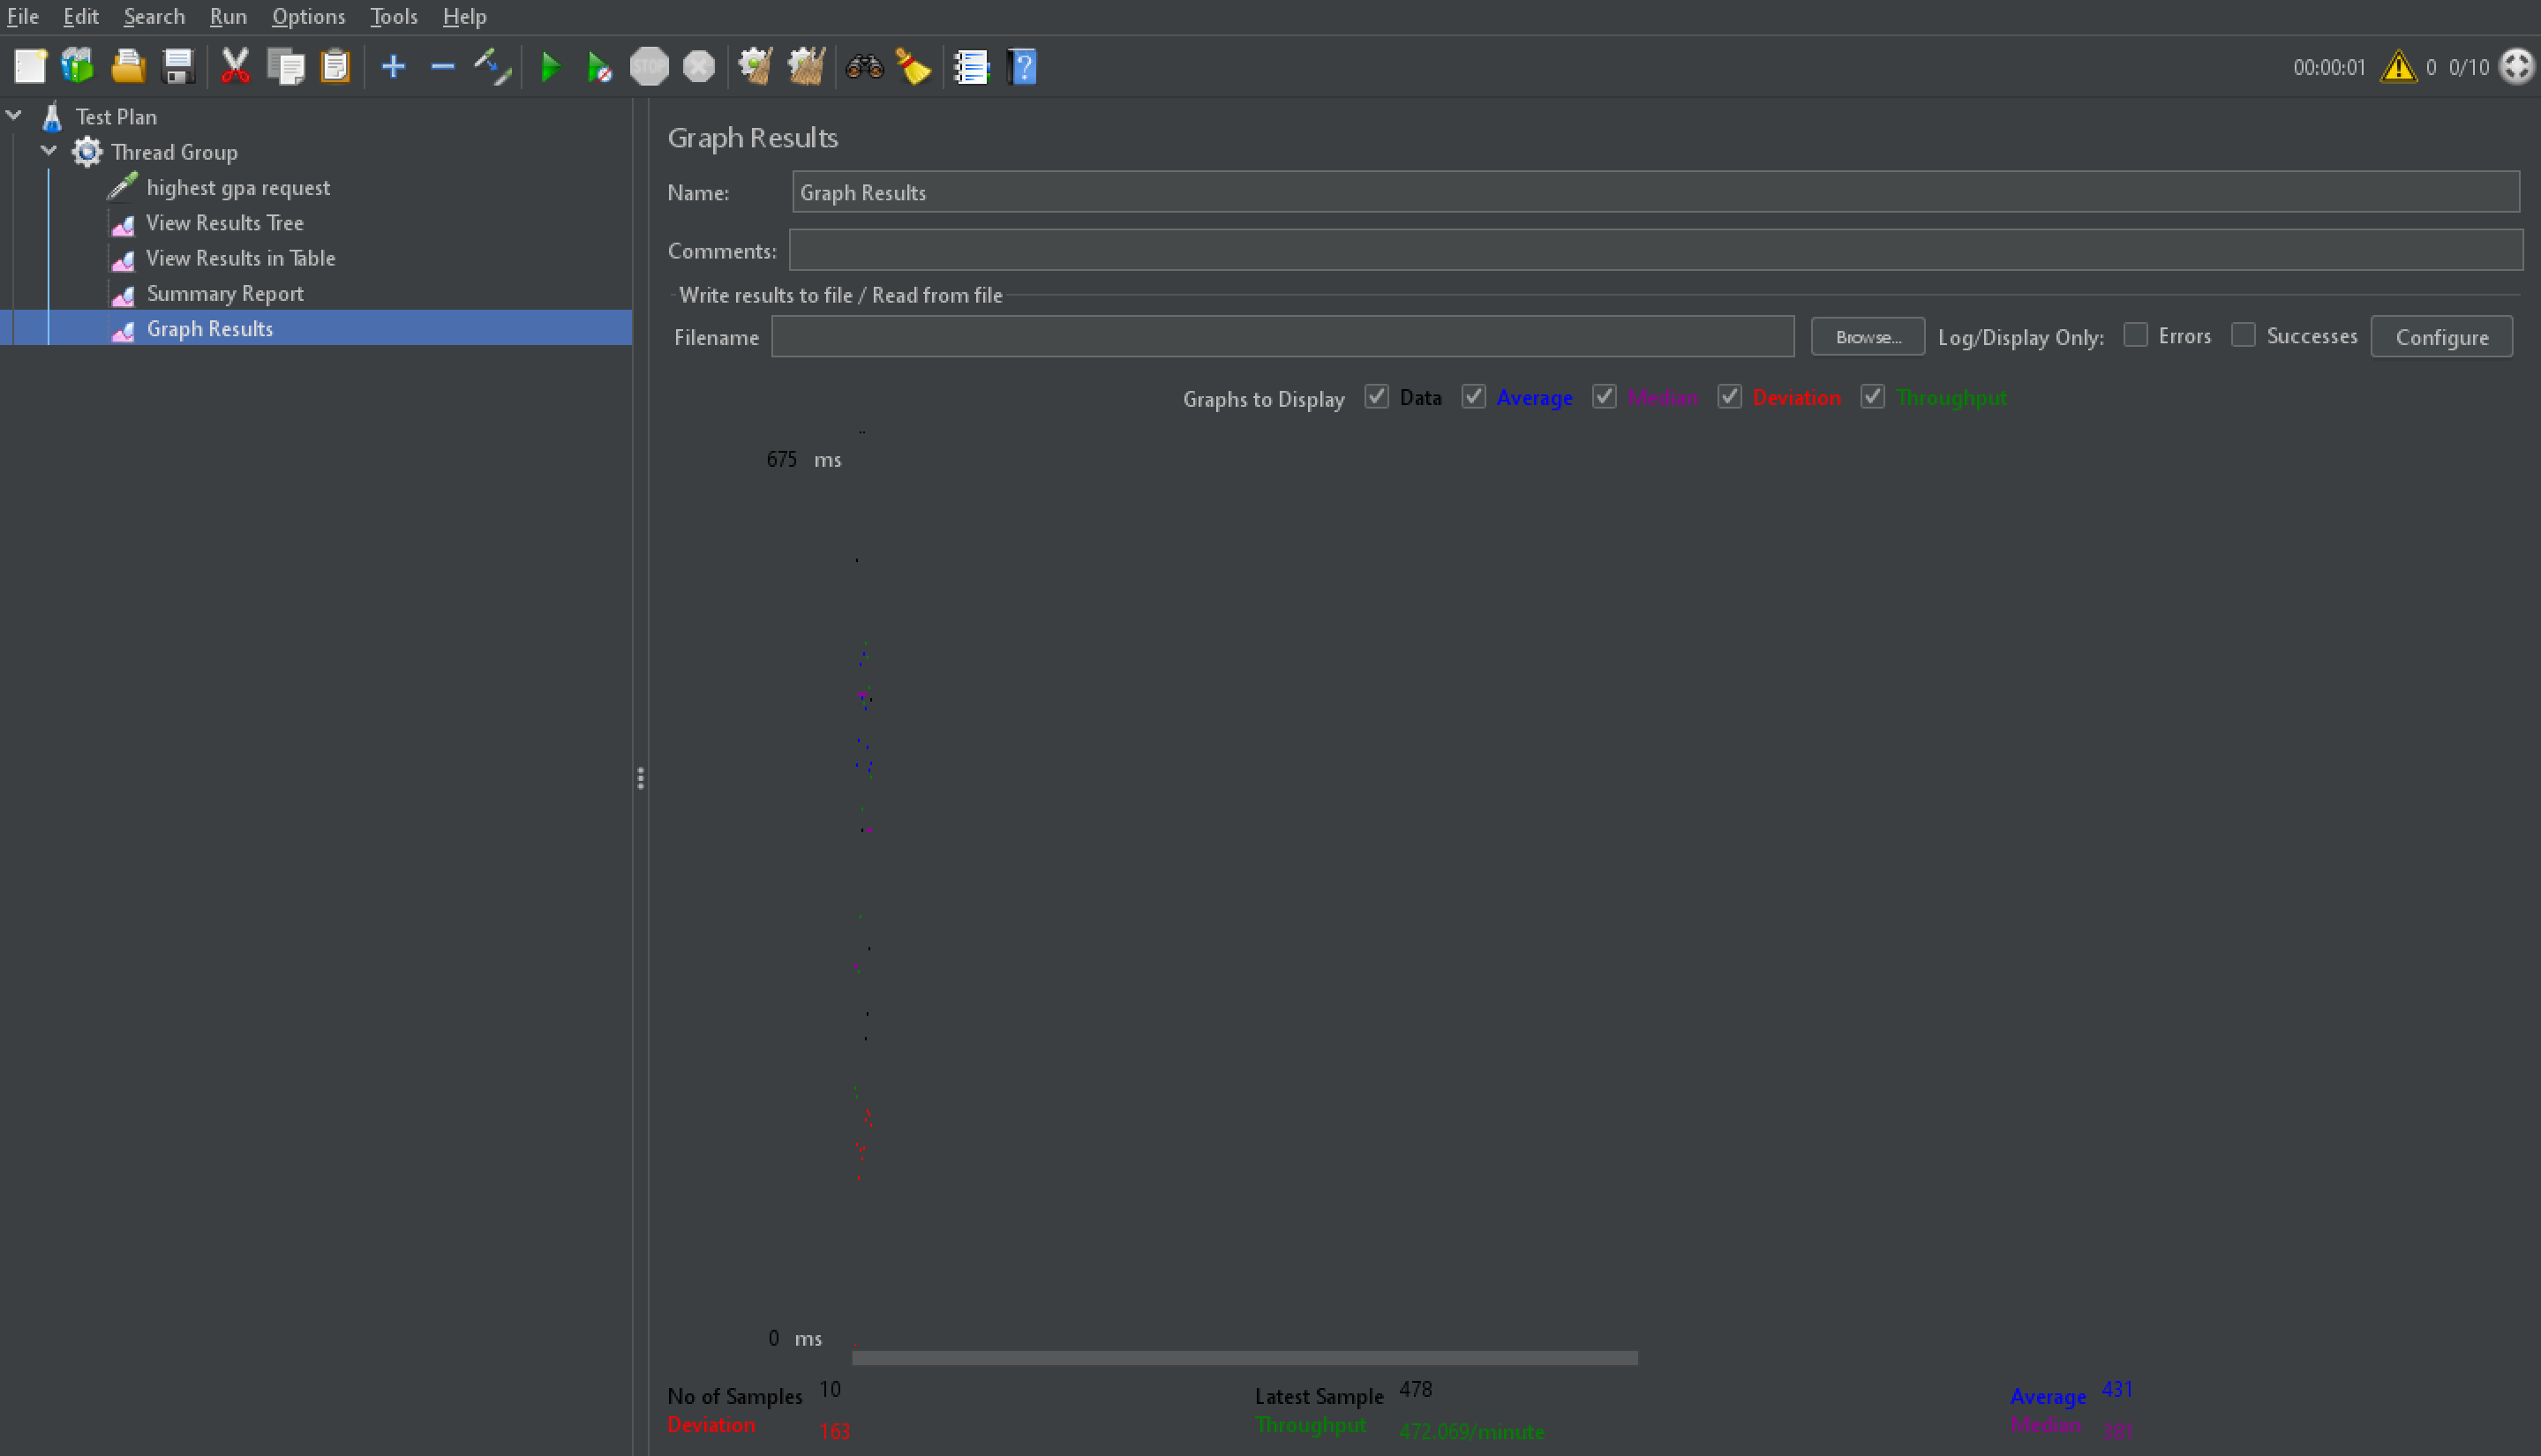 File Edit Search Run Options Tools Help
STOP
00:00:01 0 0/10
Test Plan
Thread Group
highest gpa request
View Results Tree
View Results in Table
Summary Report
Graph Results
Graph Results
Name: Graph Results
Comments:
Write results to file / Read from file
Filename Browse... Log/Display Only: Errors Successes Configure
Graphs to Display Data Average Median Deviation Throughput
675 ms
0 ms
No of Samples 10 Latest Sample 478 Average 431
Deviation 163 Throughput 472.069/minute Median 381